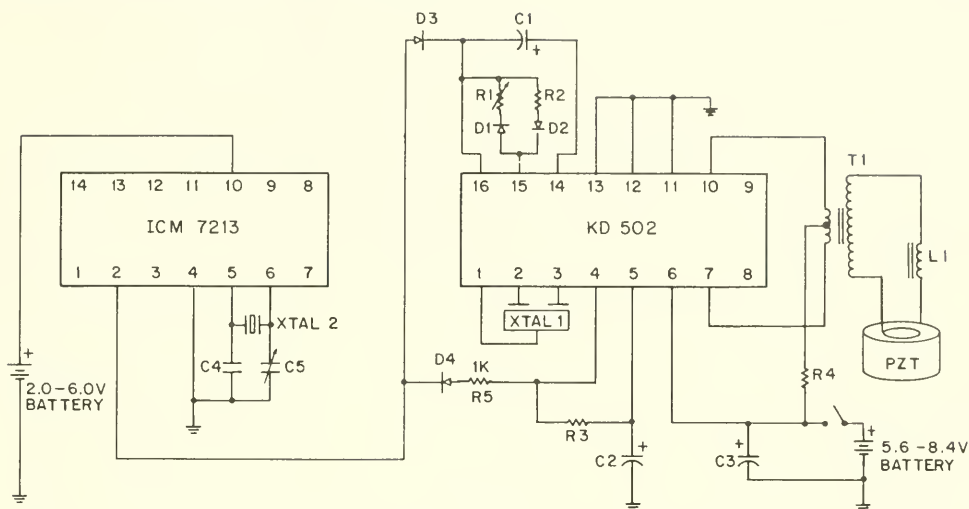 D3
C1
+
R1
R2
D1
D2
14 13 12 11 10 9 8
ICM 7213
1 2 3 4 5 6 7
16 15 14 13 12 11 10 9
KD 502
1 2 3 4 5 6 7 8
T1
L1
PZT
XTAL 2
XTAL 1
C4
C5
D4
1K
R5
R3
R4
+
2.0-6.0V
BATTERY
+
C2
+
C3
+
5.6-8.4V
BATTERY